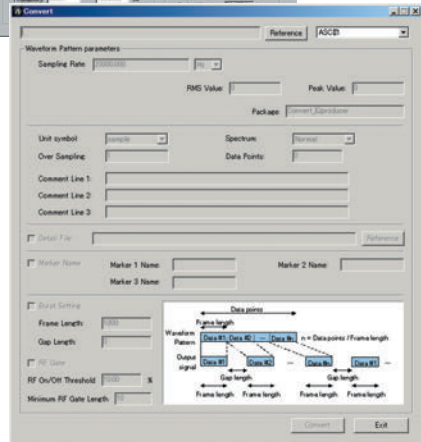 Convert
Reference ASCII1
Waveform Pattern parameters
Sampling Rate: Hz
RMS Value: Peak Value:
Package: Convert_IQproducer
Unit symbol: sample Spectrum: Normal
Over Sampling: Data Points:
Comment Line 1:
Comment Line 2:
Comment Line 3:
Detail File Reference
Marker Name Marker 1 Name: Marker 2 Name:
Marker 3 Name:
Burst Setting
Frame Length:
Gap Length:
RF Gate
RF On/Off Threshold %
Minimum RF Gate Length
Data points
Frame length
Waveform Pattern Data #1 Data #2 ... Data #n n = Data points / Frame length
Output signal Data #1 Data #2 ... Data #n Data #1 ...
Gap length Gap length
Frame length Frame length Frame length Frame length
Convert Exit